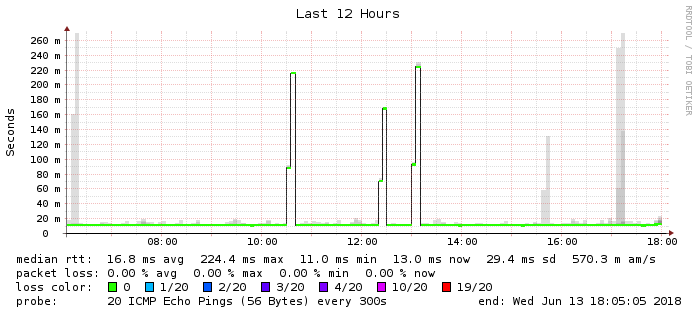 Last 12 Hours
RRDTOOL / TOBI OETIKER
Seconds
260 m
240 m
220 m
200 m
180 m
160 m
140 m
120 m
100 m
80 m
60 m
40 m
20 m
0
08:00 10:00 12:00 14:00 16:00 18:00
median rtt: 16.8 ms avg 224.4 ms max 11.0 ms min 13.0 ms now 29.4 ms sd 570.3 m am/s
packet loss: 0.00 % avg 0.00 % max 0.00 % min 0.00 % now
loss color: 0 1/20 2/20 3/20 4/20 10/20 19/20
probe: 20 ICMP Echo Pings (56 Bytes) every 300s end: Wed Jun 13 18:05:05 2018